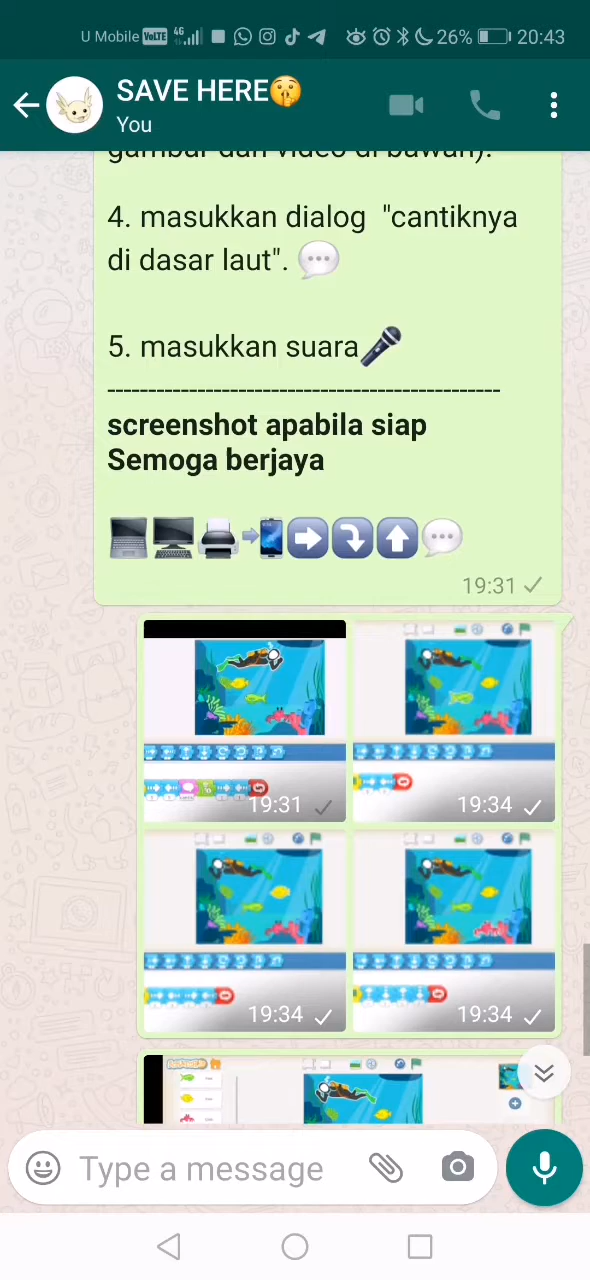 U Mobile VoLTE 4G 26% 20:43
SAVE HERE🤫
You
gambar dan video di bawah).
4. masukkan dialog "cantiknya
di dasar laut". 💬
5. masukkan suara🎤
---------------------------------------------
screenshot apabila siap
Semoga berjaya
19:31
19:31
19:34
19:34
19:34
Type a message